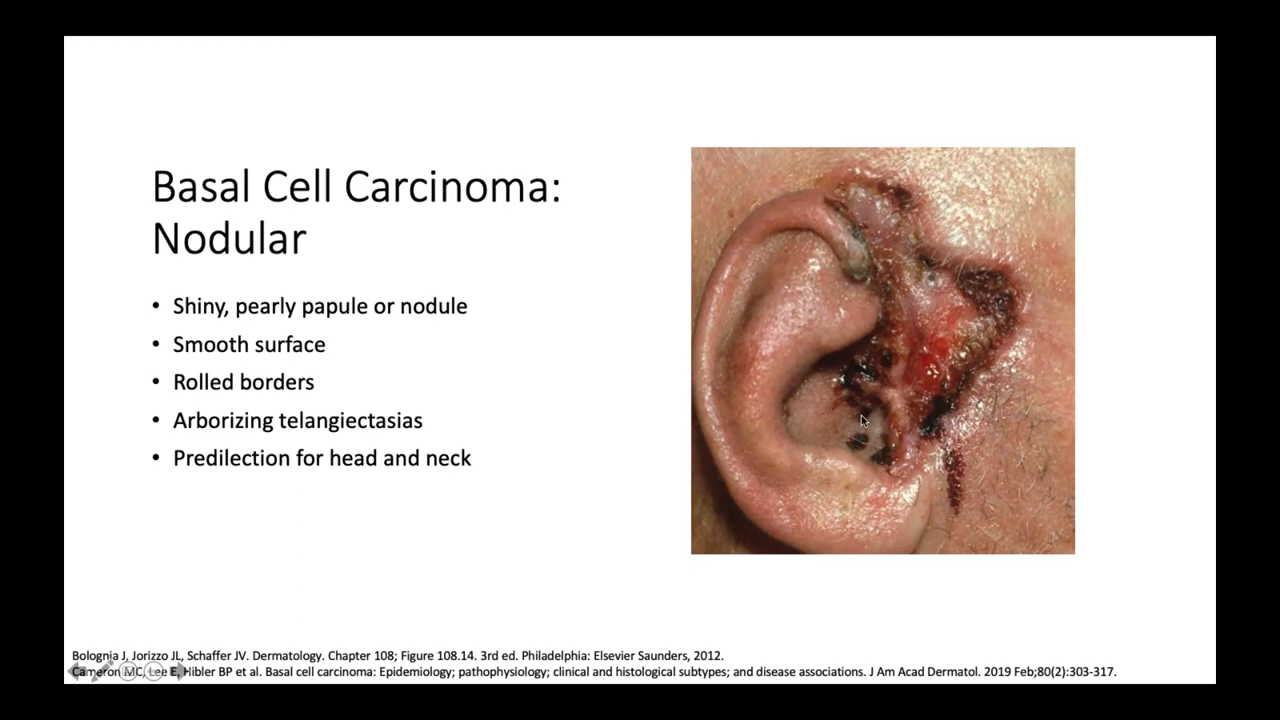 Basal Cell Carcinoma:
Nodular
• Shiny, pearly papule or nodule
• Smooth surface
• Rolled borders
• Arborizing telangiectasias
• Predilection for head and neck
Bolognia J, Jorizzo JL, Schaffer JV. Dermatology. Chapter 108; Figure 108.14. 3rd ed. Philadelphia: Elsevier Saunders, 2012.
Cameron MC, Lee E, Hibler BP et al. Basal cell carcinoma: Epidemiology; pathophysiology; clinical and histological subtypes; and disease associations. J Am Acad Dermatol. 2019 Feb;80(2):303-317.